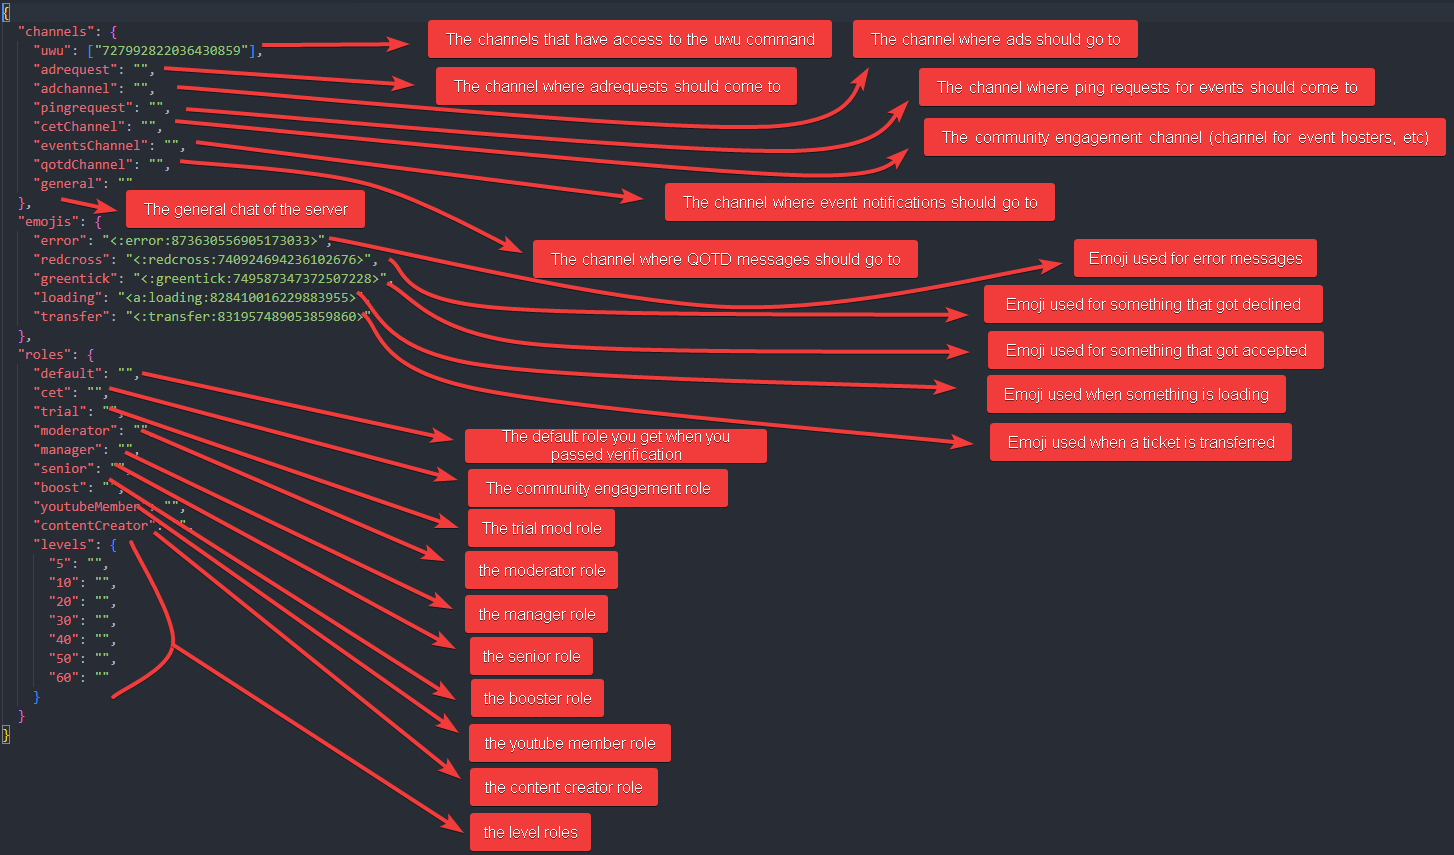 {
"channels": {
"uwu": ["727992822036430859"],
The channels that have access to the uwu command
The channel where ads should go to
"adrequest": "",
The channel where adrequests should come to
"adchannel": "",
The channel where ping requests for events should come to
"pingrequest": "",
"cetChannel": "",
The community engagement channel (channel for event hosters, etc)
"eventsChannel": "",
"qotdChannel": "",
"general": ""
The channel where event notifications should go to
},
The general chat of the server
"emojis": {
"error": "<:error:873630556905173033>",
"redcross": "<:redcross:740924694236102676>",
The channel where QOTD messages should go to
Emoji used for error messages
"greentick": "<:greentick:749587347372507228>",
"loading": "<a:loading:828410016229883955>",
Emoji used for something that got declined
"transfer": "<:transfer:831957489053859860>"
},
"roles": {
Emoji used for something that got accepted
"default": "",
"cet": "",
Emoji used when something is loading
"trial": "",
"moderator": ""
"manager": "",
The default role you get when you
passed verification
Emoji used when a ticket is transferred
"senior": "",
"boost": "",
The community engagement role
"youtubeMember": "",
"contentCreator": "",
The trial mod role
"levels": {
"5": "",
the moderator role
"10": "",
"20": "",
the manager role
"30": "",
"40": "",
"50": "",
the senior role
"60": ""
}
the booster role
}
}
the youtube member role
the content creator role
the level roles